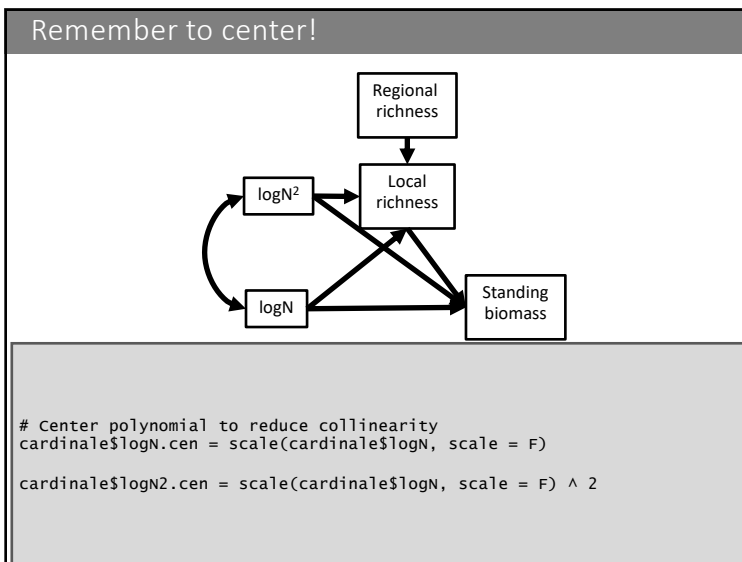 Remember to center!
Regional
richness
Local
richness
logN²
logN
Standing
biomass
# Center polynomial to reduce collinearity
cardinale$logN.cen = scale(cardinale$logN, scale = F)
cardinale$logN2.cen = scale(cardinale$logN, scale = F) ^ 2